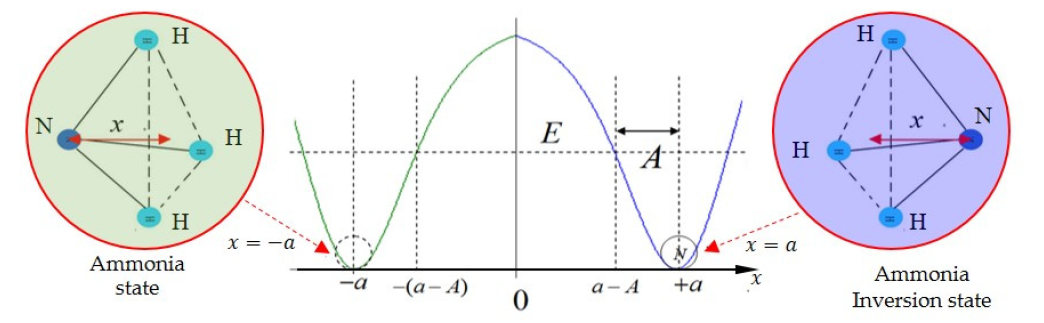 H
N
x
H
H
Ammonia
state
x = −a
E
A
N
−a
−(a − A)
0
a − A
+a
x
x = a
H
N
x
H
H
Ammonia
Inversion state